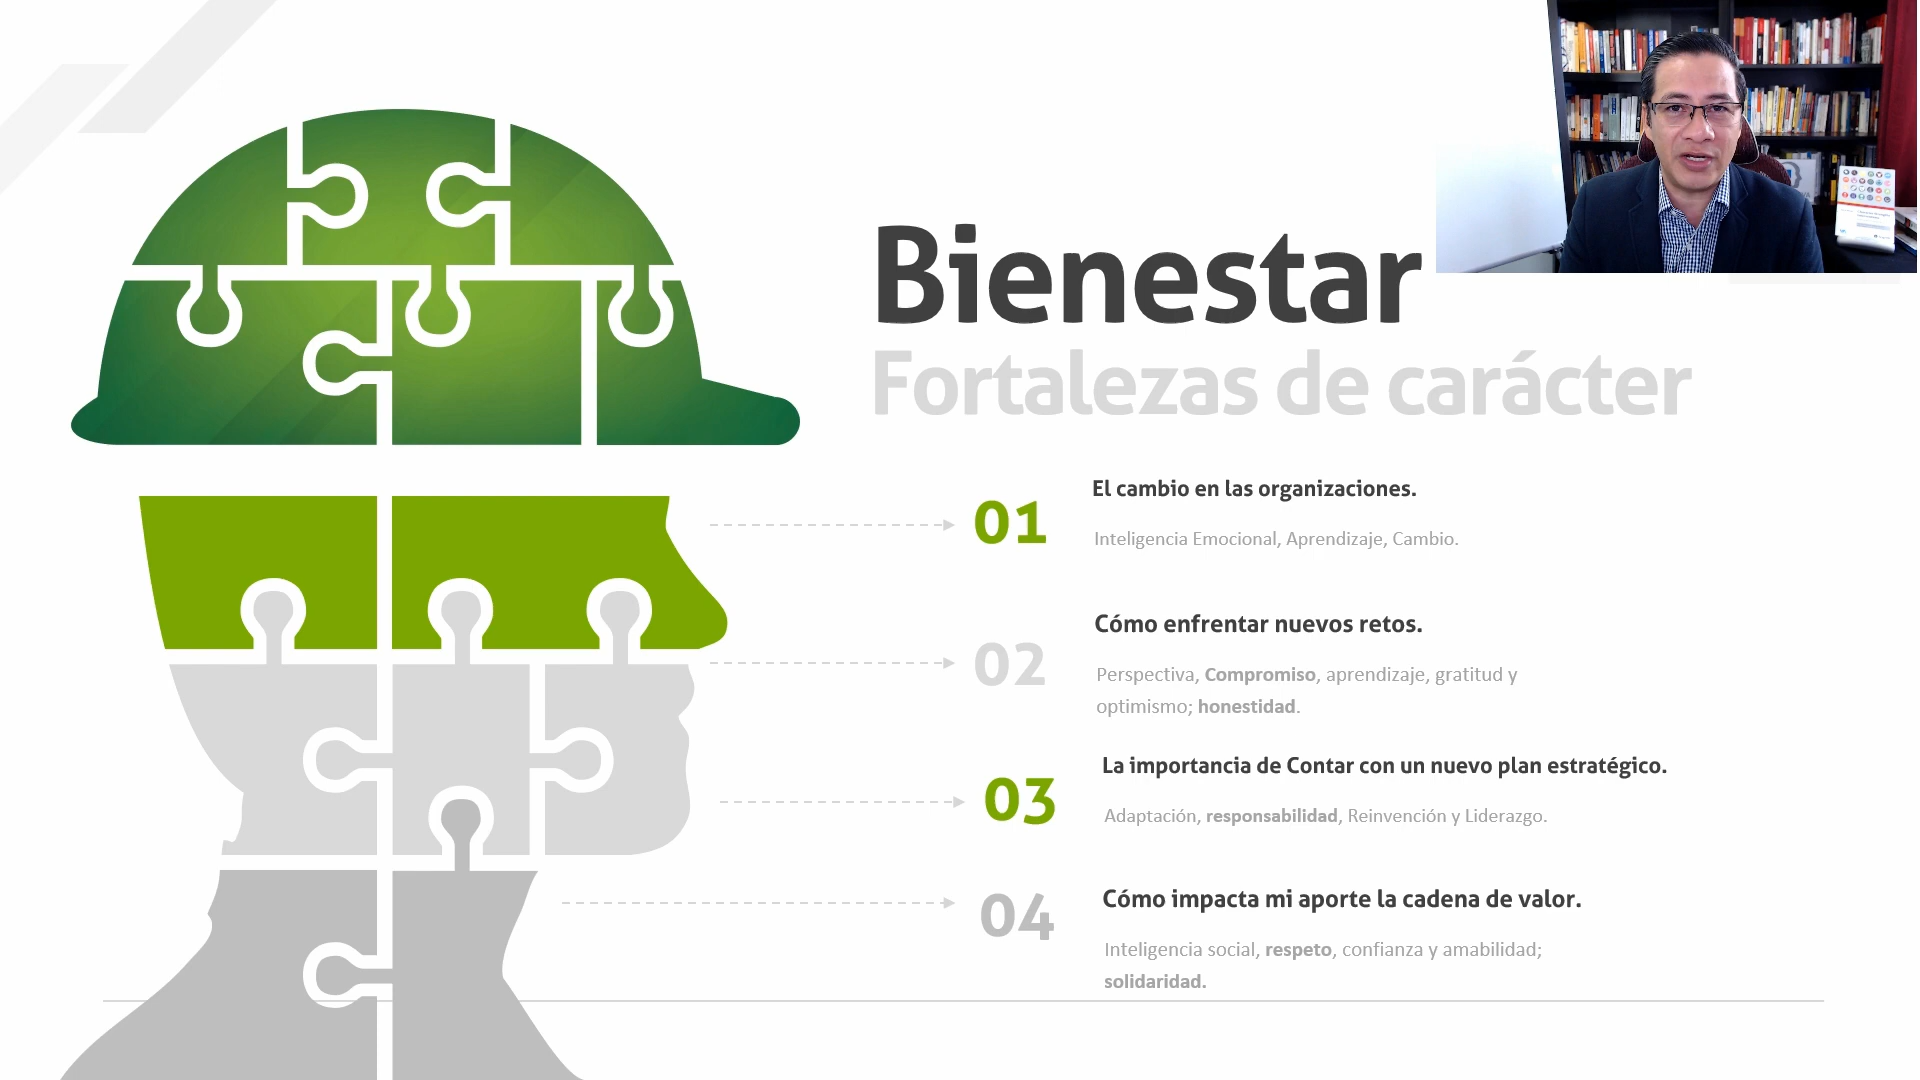 Bienestar
Fortalezas de carácter
01
El cambio en las organizaciones.
Inteligencia Emocional, Aprendizaje, Cambio.
02
Cómo enfrentar nuevos retos.
Perspectiva, Compromiso, aprendizaje, gratitud y
optimismo; honestidad.
03
La importancia de Contar con un nuevo plan estratégico.
Adaptación, responsabilidad, Reinvención y Liderazgo.
04
Cómo impacta mi aporte la cadena de valor.
Inteligencia social, respeto, confianza y amabilidad;
solidaridad.